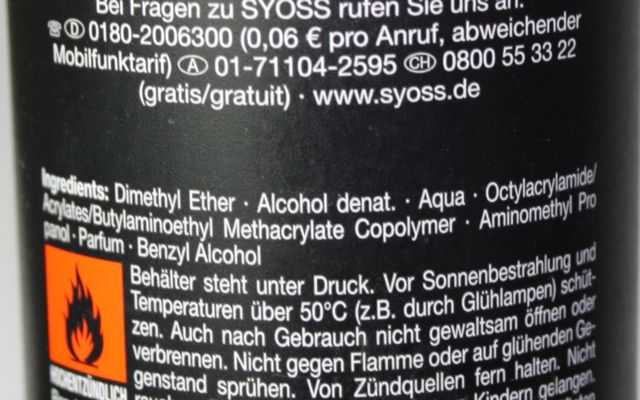 Bei Fragen zu SYOSS rufen Sie uns an.
☎ D 0180-2006300 (0,06 € pro Anruf, abweichender
Mobilfunktarif) A 01-71104-2595 CH 0800 55 33 22
(gratis/gratuit) · www.syoss.de
Ingredients: Dimethyl Ether · Alcohol denat. · Aqua · Octylacrylamide/
Acrylates/Butylaminoethyl Methacrylate Copolymer · Aminomethyl Pro
panol · Parfum · Benzyl Alcohol
Behälter steht unter Druck. Vor Sonnenbestrahlung und
Temperaturen über 50°C (z.B. durch Glühlampen) schüt-
zen. Auch nach Gebrauch nicht gewaltsam öffnen oder
verbrennen. Nicht gegen Flamme oder auf glühenden Ge-
genstand sprühen. Von Zündquellen fern halten. Nicht
HOCHENTZÜNDLICH
Kindern gelangen.